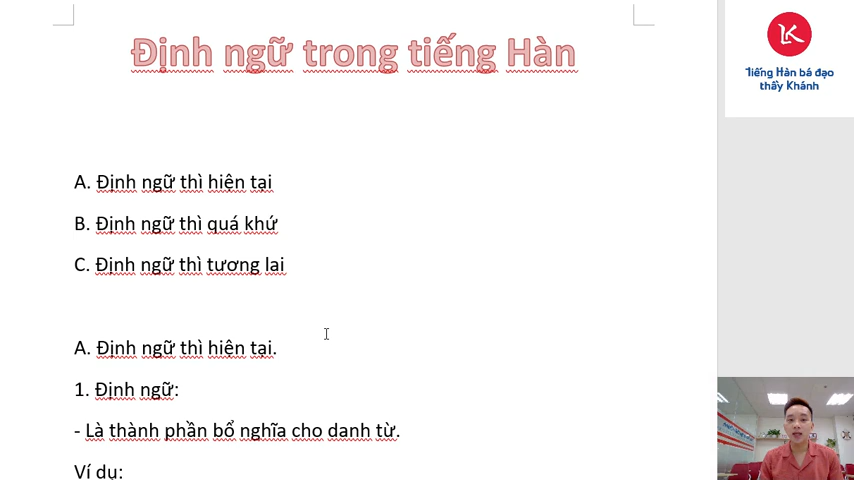 Định ngữ trong tiếng Hàn
LK
Tiếng Hàn bá đạo
thầy Khánh
A. Định ngữ thì hiện tại
B. Định ngữ thì quá khứ
C. Định ngữ thì tương lai
A. Định ngữ thì hiện tại.
1. Định ngữ:
- Là thành phần bổ nghĩa cho danh từ.
Ví dụ: